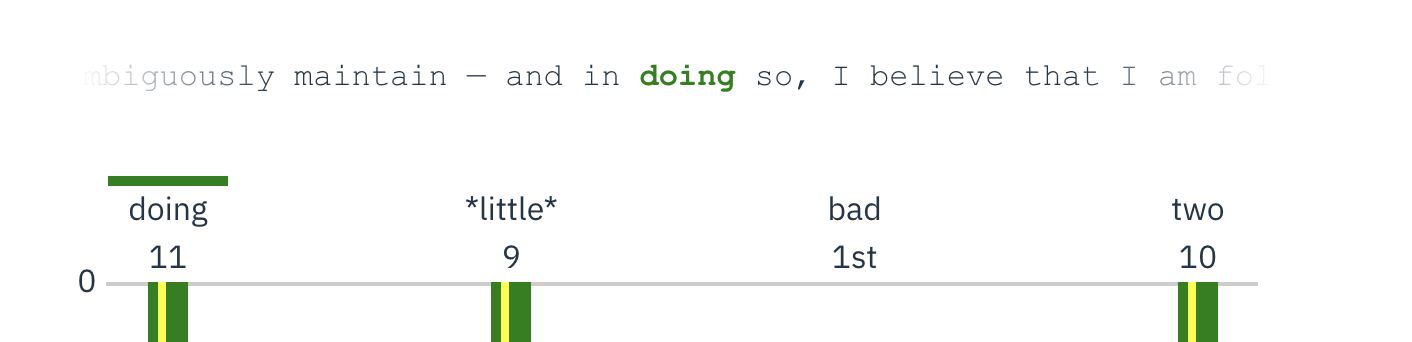 mbiguously maintain — and in doing so, I believe that I am fol
doing *little* bad two
11 9 1st 10
0